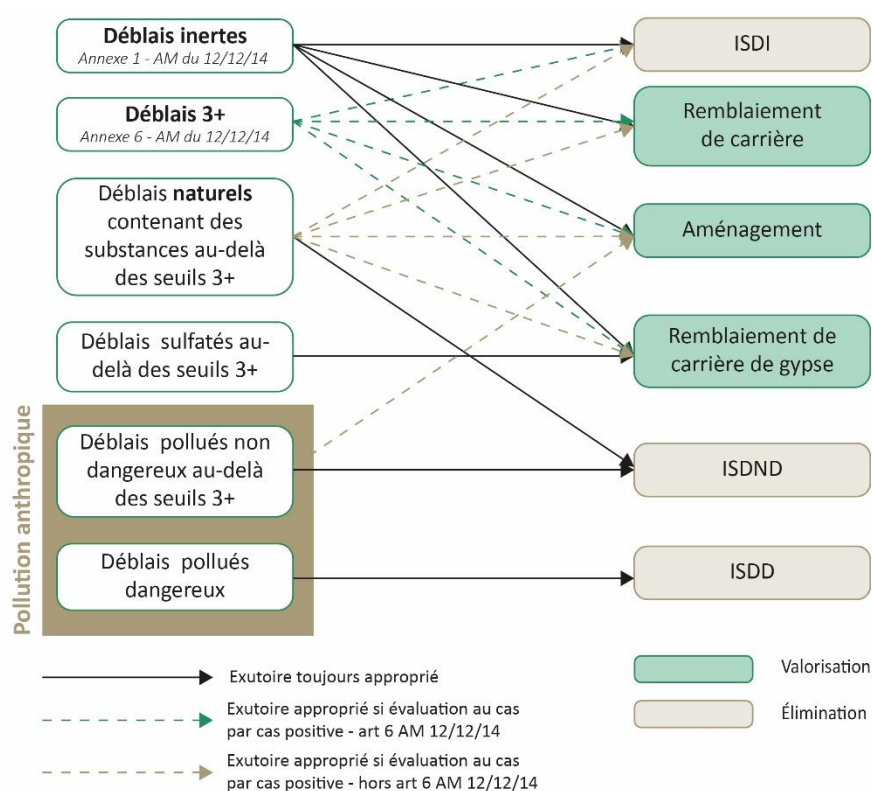 Déblais inertes
Annexe 1 - AM du 12/12/14
ISDI
Déblais 3+
Annexe 6 - AM du 12/12/14
Remblaiement
de carrière
Déblais naturels
contenant des
substances au-delà
des seuils 3+
Aménagement
Déblais sulfatés au-
delà des seuils 3+
Remblaiement de
carrière de gypse
Pollution anthropique
Déblais pollués non
dangereux au-delà
des seuils 3+
ISDND
Déblais pollués
dangereux
ISDD
Exutoire toujours approprié
Exutoire approprié si évaluation au cas
par cas positive - art 6 AM 12/12/14
Exutoire approprié si évaluation au cas
par cas positive - hors art 6 AM 12/12/14
Valorisation
Élimination